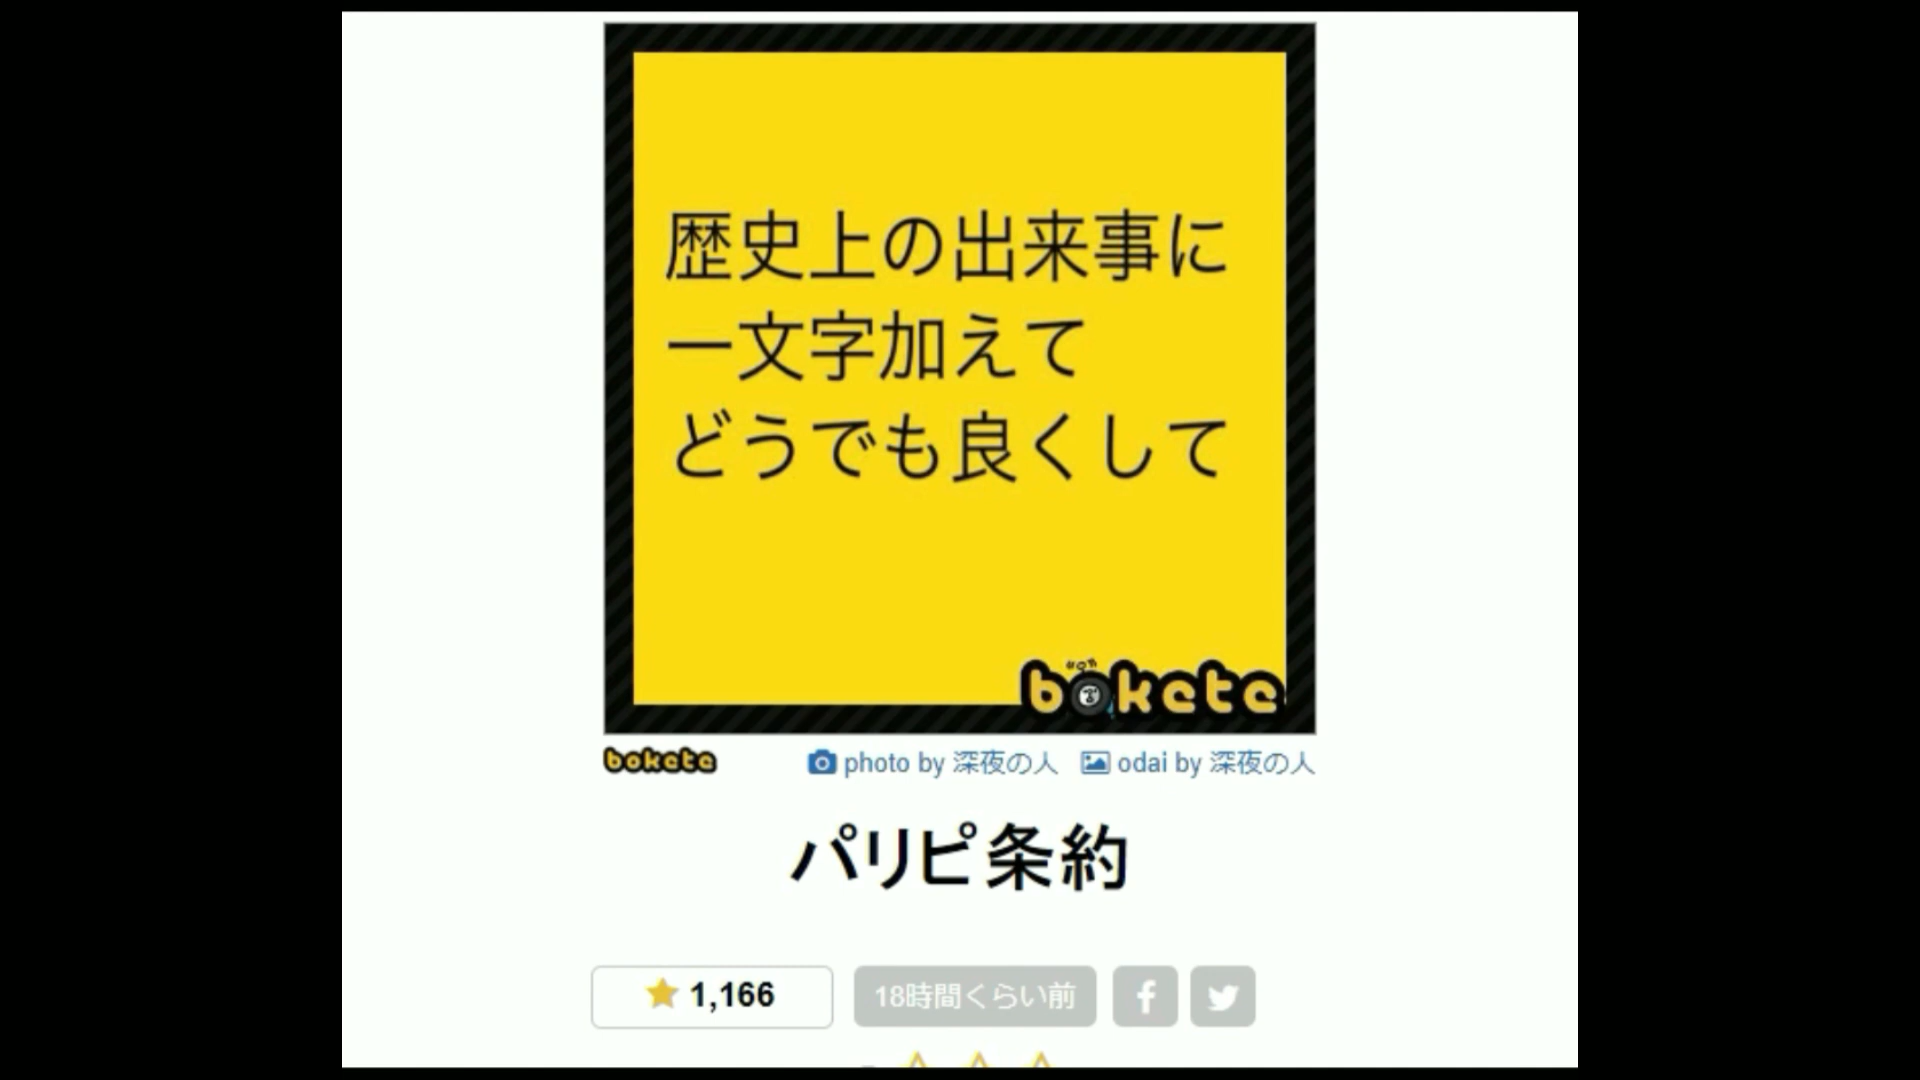 歴史上の出来事に
一文字加えて
どうでも良くして
bokete
bokete photo by 深夜の人 odai by 深夜の人
パリピ条約
1,166 18時間くらい前